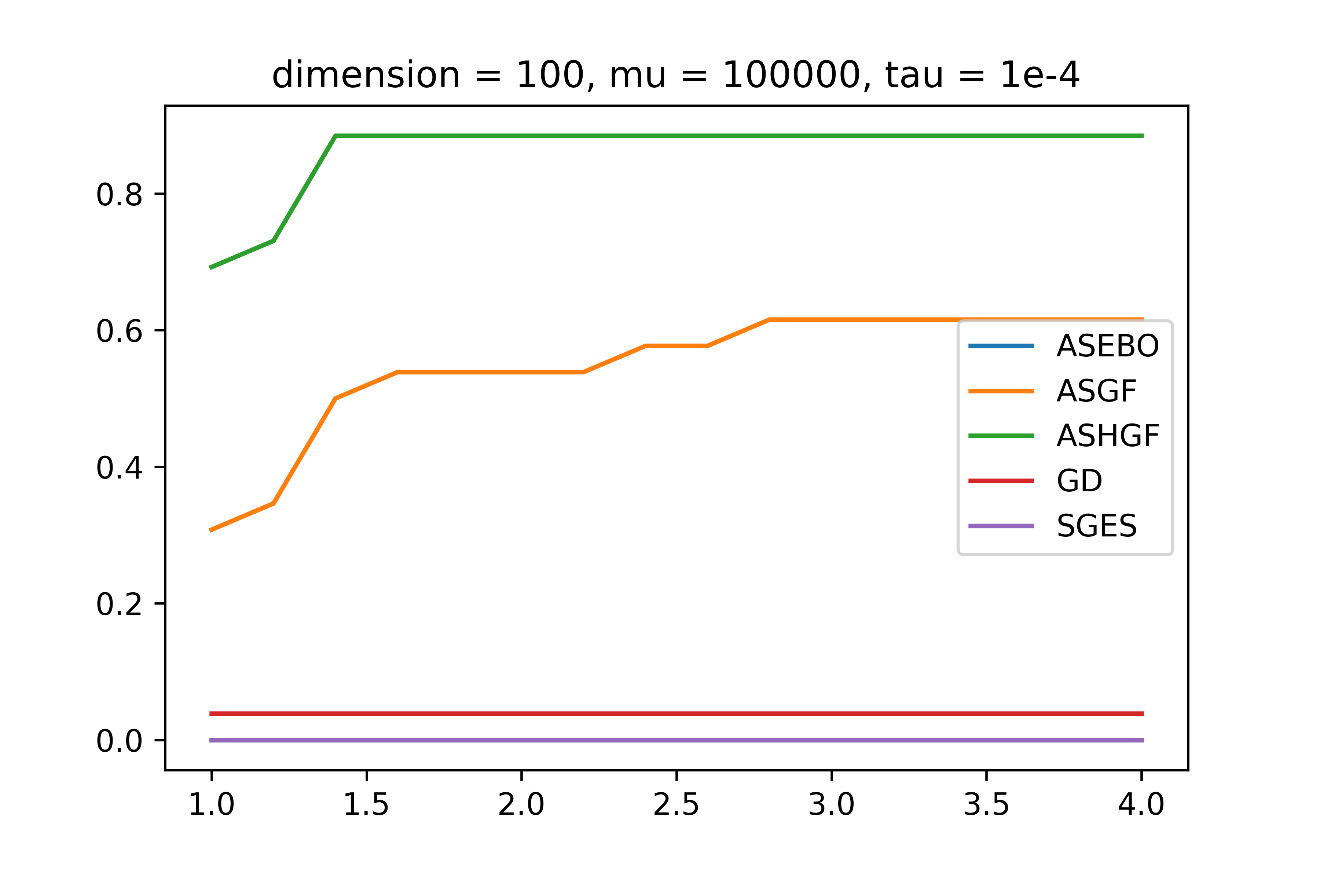 dimension = 100, mu = 100000, tau = 1e-4
0.8
0.6
0.4
0.2
0.0
ASEBO
ASGF
ASHGF
GD
SGES
1.0 1.5 2.0 2.5 3.0 3.5 4.0